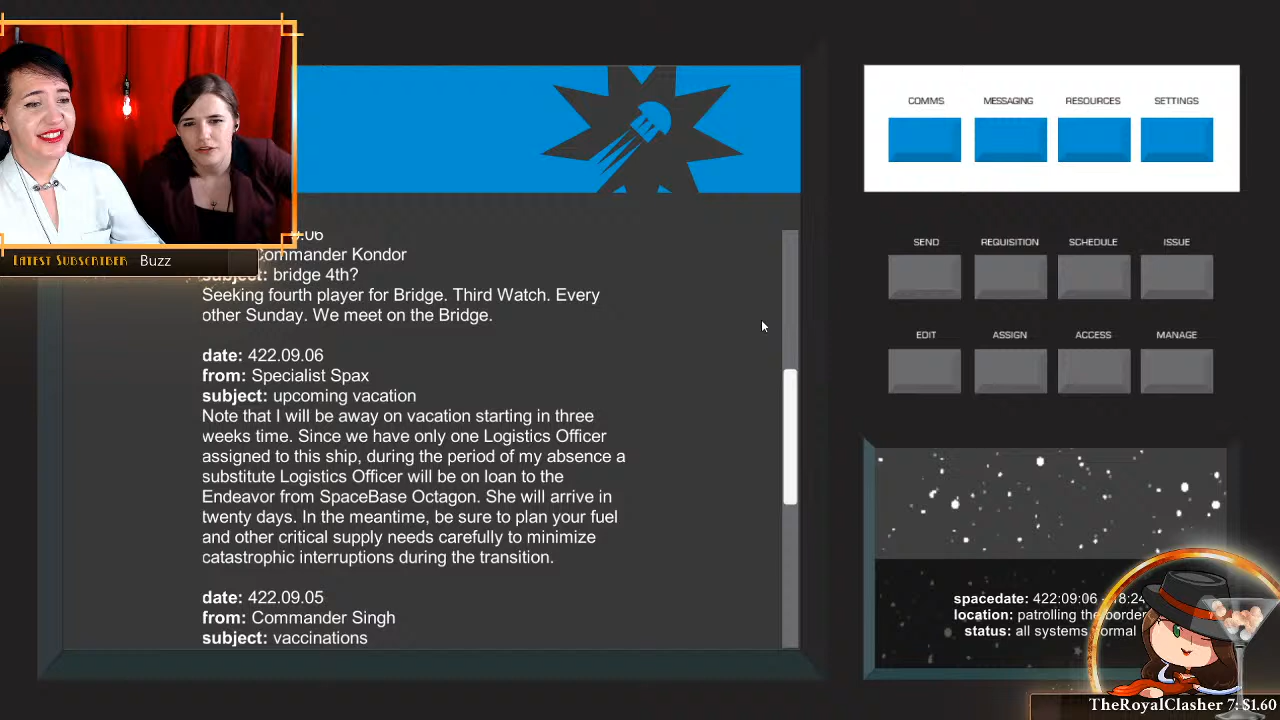 COMMS MESSAGING RESOURCES SETTINGS
SEND REQUISITION SCHEDULE ISSUE
EDIT ASSIGN ACCESS MANAGE
Commander Kondor
subject: bridge 4th?
Seeking fourth player for Bridge. Third Watch. Every
other Sunday. We meet on the Bridge.
date: 422.09.06
from: Specialist Spax
subject: upcoming vacation
Note that I will be away on vacation starting in three
weeks time. Since we have only one Logistics Officer
assigned to this ship, during the period of my absence a
substitute Logistics Officer will be on loan to the
Endeavor from SpaceBase Octagon. She will arrive in
twenty days. In the meantime, be sure to plan your fuel
and other critical supply needs carefully to minimize
catastrophic interruptions during the transition.
date: 422.09.05
from: Commander Singh
subject: vaccinations
LATEST SUBSCRIBER Buzz
spacedate: 422:09:06 - 18:24
location: patrolling the border
status: all systems normal
TheRoyalClasher 7: $1.60